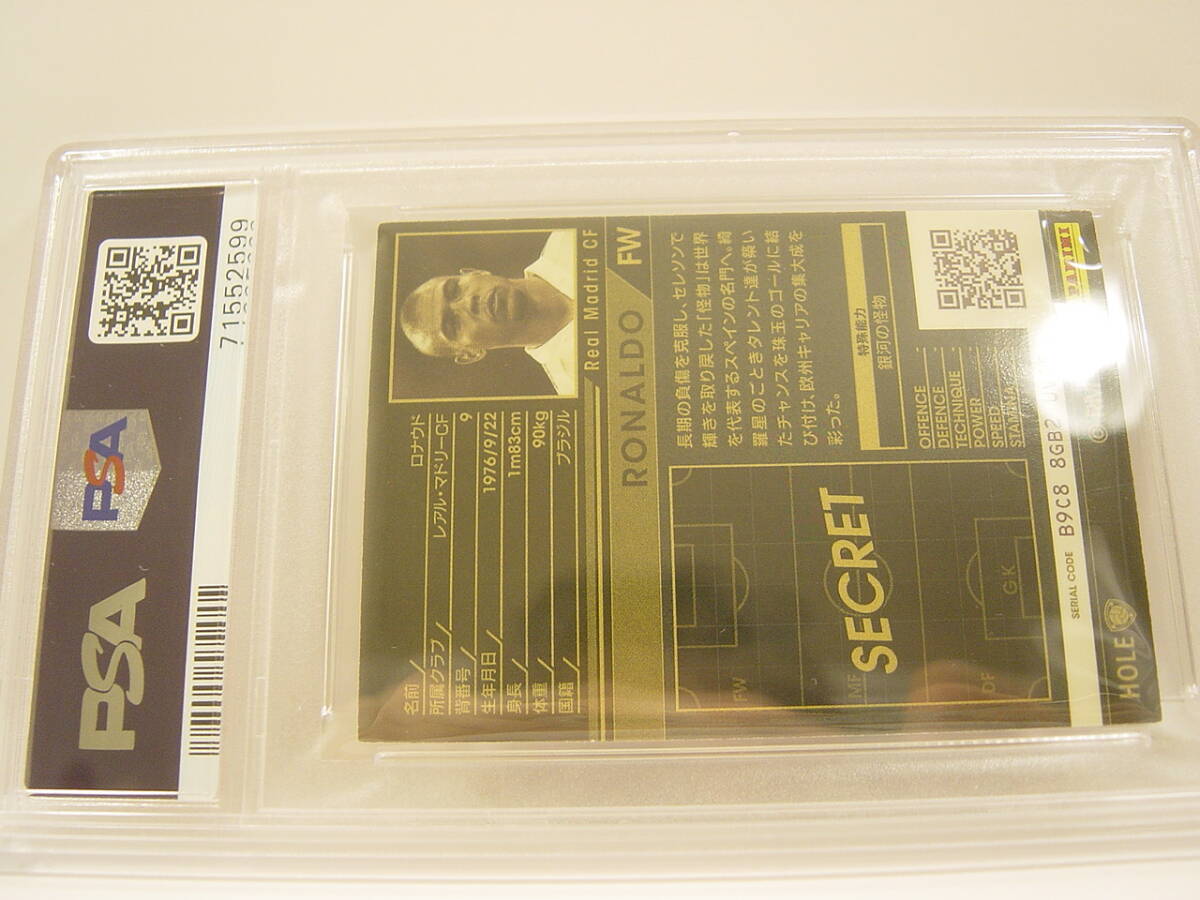 PSA
PSA
71552599
名前／ ロナウド
所属クラブ／ レアル・マドリーCF
背番号／ 9
生年月日／ 1976/9/22
身長／ 1m83cm
体重／ 90kg
国籍／ ブラジル
Real Madrid CF
RONALDO FW
長期の負傷を克服し、セレソンで
輝きを取り戻した「怪物」は世界
を代表するスペインの名門へ。綺
羅星のごときタレント達が築い
たチャンスを珠玉のゴールに結
び付け、欧州キャリアの集大成を
彩った。
特殊能力
銀河の怪物
FW
MF
DF
GK
SECRET
OFFENCE
DEFENCE
TECHNIQUE
POWER
SPEED
STAMINA
SERIAL CODE B9C8 8GB2
HOLE
PANINI